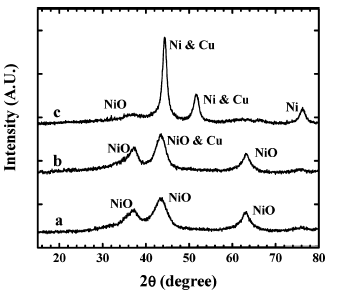 Ni & Cu
NiO
Ni & Cu
Ni
c
NiO
NiO & Cu
NiO
b
NiO
NiO
NiO
a
Intensity (A.U.)
20 30 40 50 60 70 80
2θ (degree)